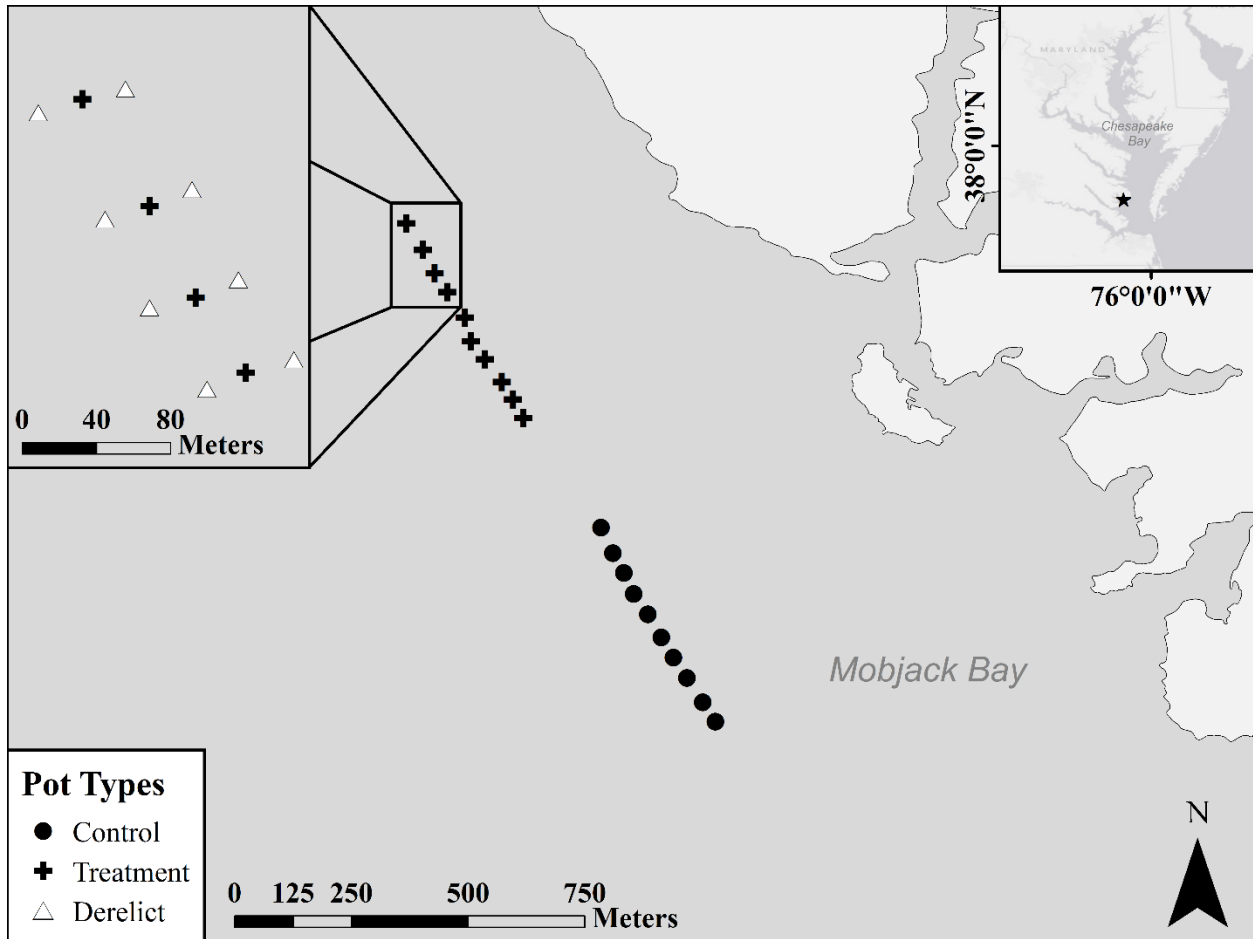 MARYLAND
Chesapeake
Bay
38°0'0"N
76°0'0"W
0 40 80
Meters
Mobjack Bay
Pot Types
Control
Treatment
Derelict
0 125 250 500 750
Meters
N